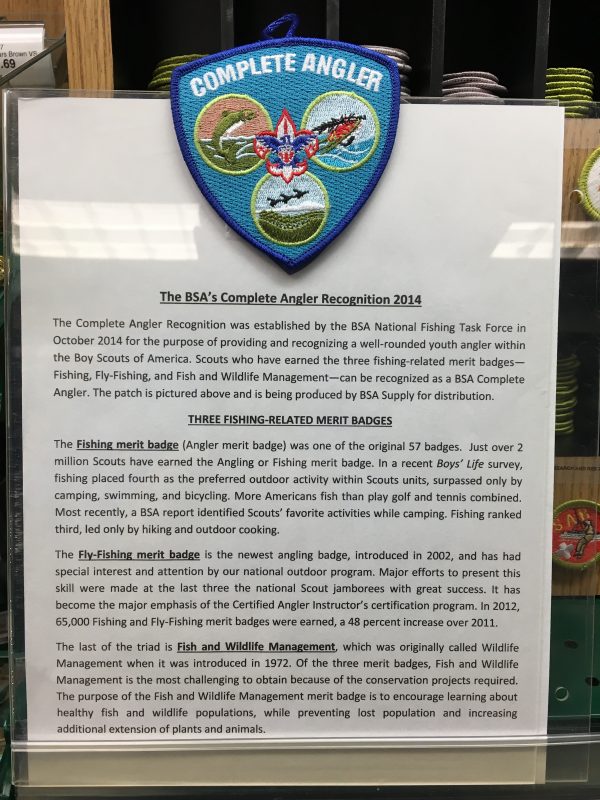 7
rs Brown VS
.69
COMPLETE ANGLER
The BSA's Complete Angler Recognition 2014
The Complete Angler Recognition was established by the BSA National Fishing Task Force in
October 2014 for the purpose of providing and recognizing a well-rounded youth angler within
the Boy Scouts of America. Scouts who have earned the three fishing-related merit badges—
Fishing, Fly-Fishing, and Fish and Wildlife Management—can be recognized as a BSA Complete
Angler. The patch is pictured above and is being produced by BSA Supply for distribution.
THREE FISHING-RELATED MERIT BADGES
The Fishing merit badge (Angler merit badge) was one of the original 57 badges. Just over 2
million Scouts have earned the Angling or Fishing merit badge. In a recent Boys' Life survey,
fishing placed fourth as the preferred outdoor activity within Scouts units, surpassed only by
camping, swimming, and bicycling. More Americans fish than play golf and tennis combined.
Most recently, a BSA report identified Scouts' favorite activities while camping. Fishing ranked
third, led only by hiking and outdoor cooking.
The Fly-Fishing merit badge is the newest angling badge, introduced in 2002, and has had
special interest and attention by our national outdoor program. Major efforts to present this
skill were made at the last three the national Scout jamborees with great success. It has
become the major emphasis of the Certified Angler Instructor's certification program. In 2012,
65,000 Fishing and Fly-Fishing merit badges were earned, a 48 percent increase over 2011.
The last of the triad is Fish and Wildlife Management, which was originally called Wildlife
Management when it was introduced in 1972. Of the three merit badges, Fish and Wildlife
Management is the most challenging to obtain because of the conservation projects required.
The purpose of the Fish and Wildlife Management merit badge is to encourage learning about
healthy fish and wildlife populations, while preventing lost population and increasing
additional extension of plants and animals.